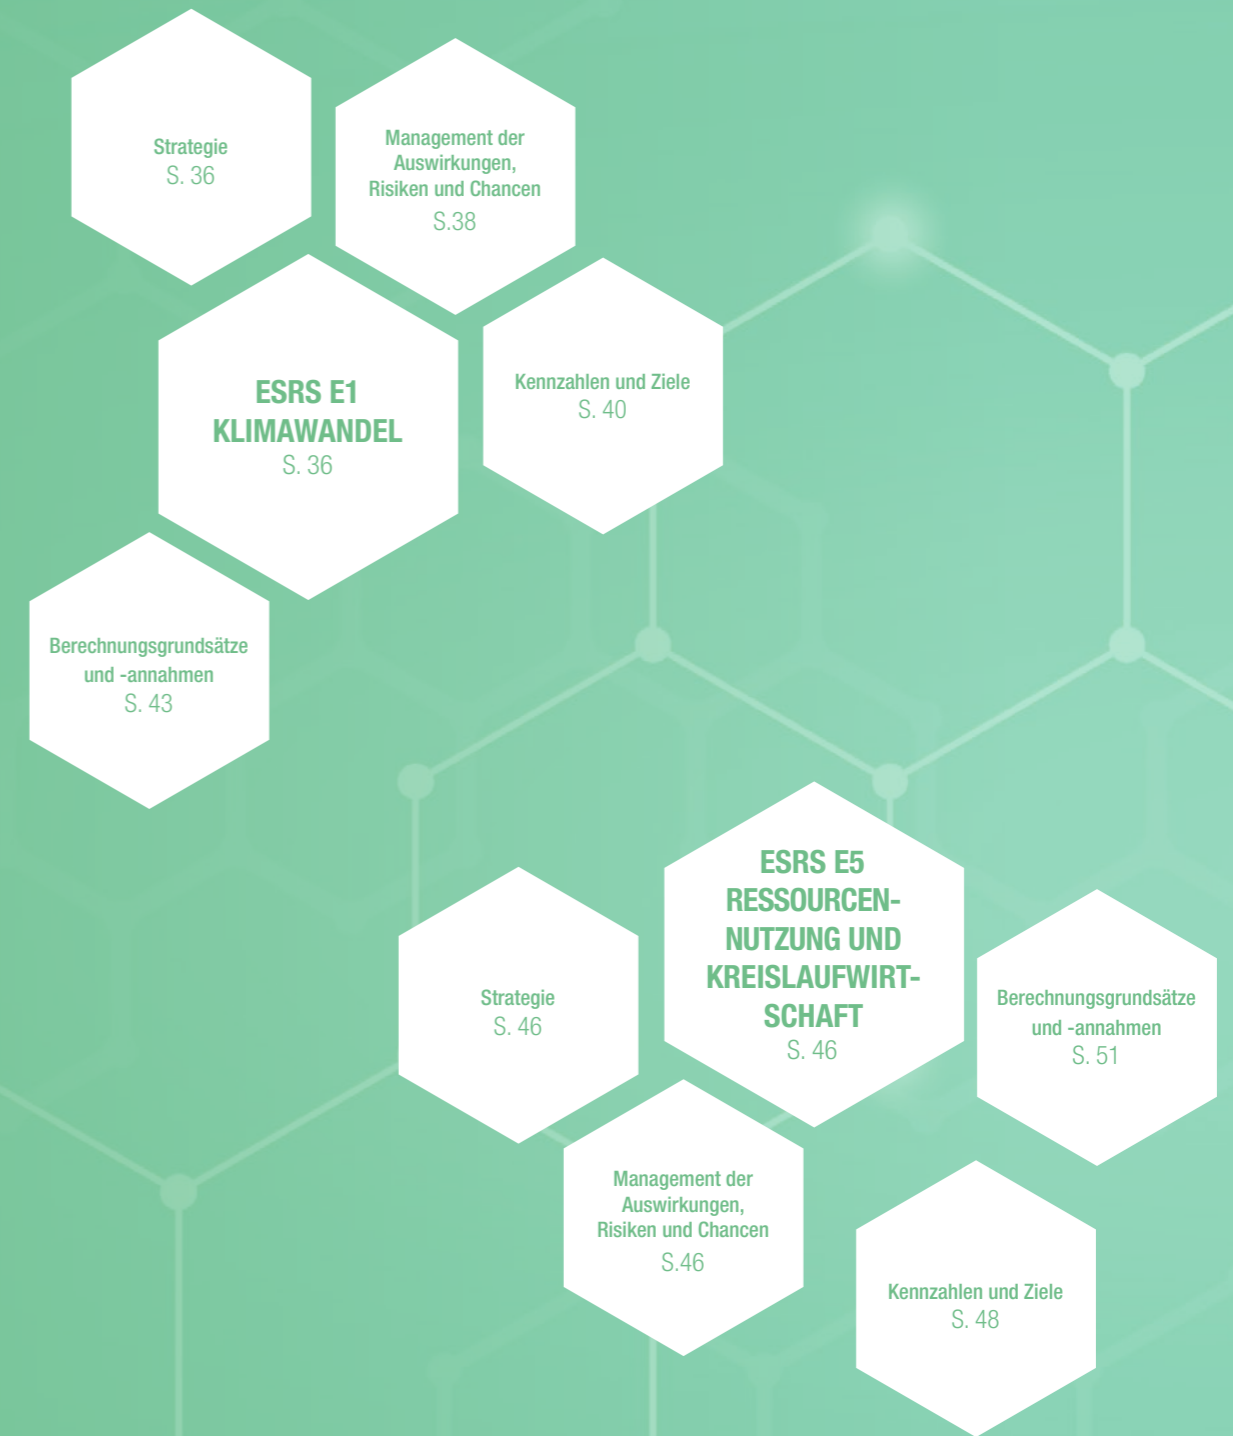 Strategie
S. 36
Management der
Auswirkungen,
Risiken und Chancen
S.38
ESRS E1
KLIMAWANDEL
S. 36
Kennzahlen und Ziele
S. 40
Berechnungsgrundsätze
und -annahmen
S. 43
ESRS E5
RESSOURCEN-
NUTZUNG UND
KREISLAUFWIRT-
SCHAFT
S. 46
Strategie
S. 46
Berechnungsgrundsätze
und -annahmen
S. 51
Management der
Auswirkungen,
Risiken und Chancen
S.46
Kennzahlen und Ziele
S. 48